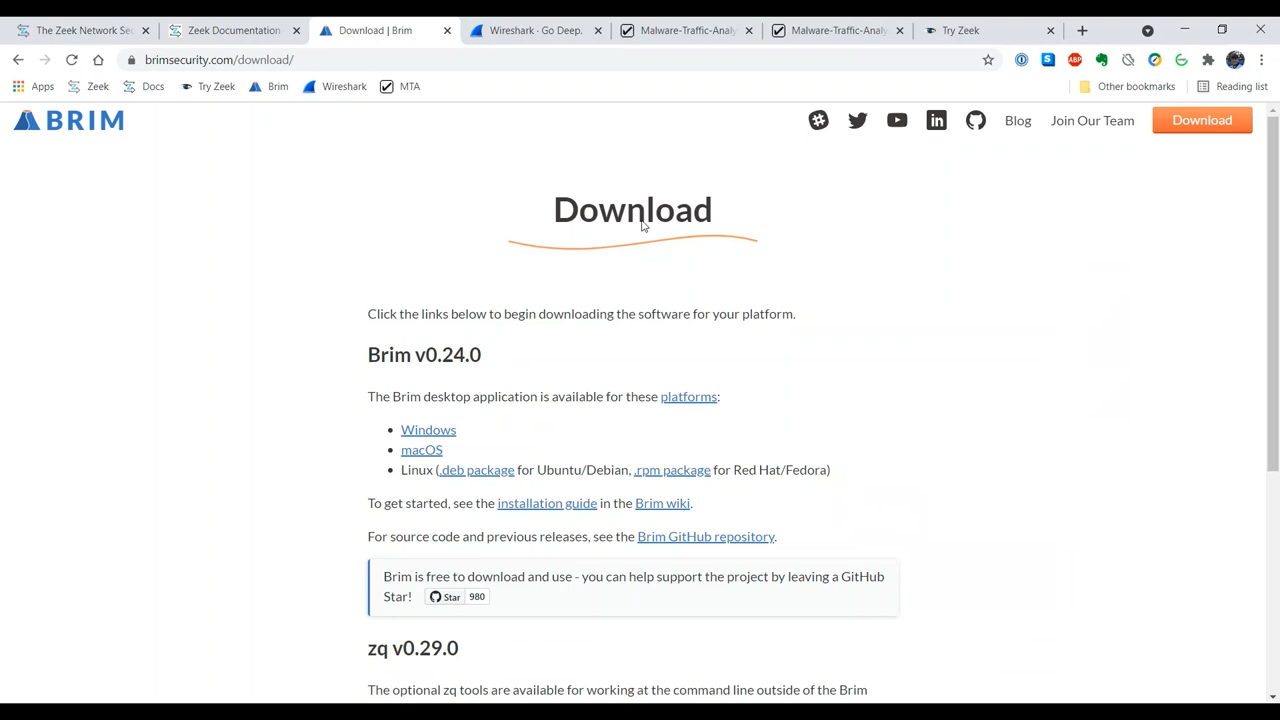 The Zeek Network Sec
Zeek Documentation
Download | Brim
Wireshark · Go Deep.
Malware-Traffic-Analy
Malware-Traffic-Analy
Try Zeek
brimsecurity.com/download/
Apps
Zeek
Docs
Try Zeek
Brim
Wireshark
MTA
Other bookmarks
Reading list
BRIM
Blog
Join Our Team
Download
Download
Click the links below to begin downloading the software for your platform.
Brim v0.24.0
The Brim desktop application is available for these platforms:
• Windows
• macOS
• Linux (.deb package for Ubuntu/Debian, .rpm package for Red Hat/Fedora)
To get started, see the installation guide in the Brim wiki.
For source code and previous releases, see the Brim GitHub repository.
Brim is free to download and use - you can help support the project by leaving a GitHub
Star! Star 980
zq v0.29.0
The optional zq tools are available for working at the command line outside of the Brim